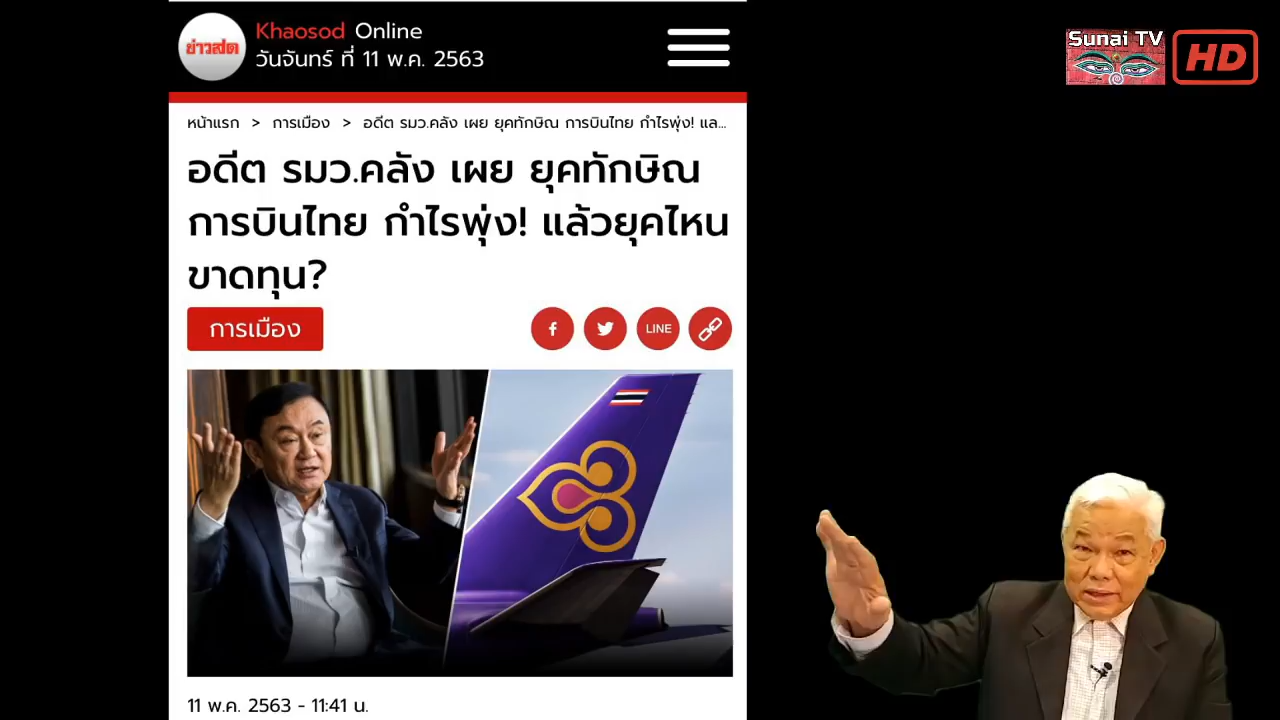 Khaosod Online
ข่าวสด
วันจันทร์ ที่ 11 พ.ค. 2563
Sunai TV
HD
หน้าแรก > การเมือง > อดีต รมว.คลัง เผย ยุคทักษิณ การบินไทย กำไรพุ่ง! แล...
อดีต รมว.คลัง เผย ยุคทักษิณ
การบินไทย กำไรพุ่ง! แล้วยุคไหน
ขาดทุน?
การเมือง
LINE
11 พ.ค. 2563 - 11:41 น.